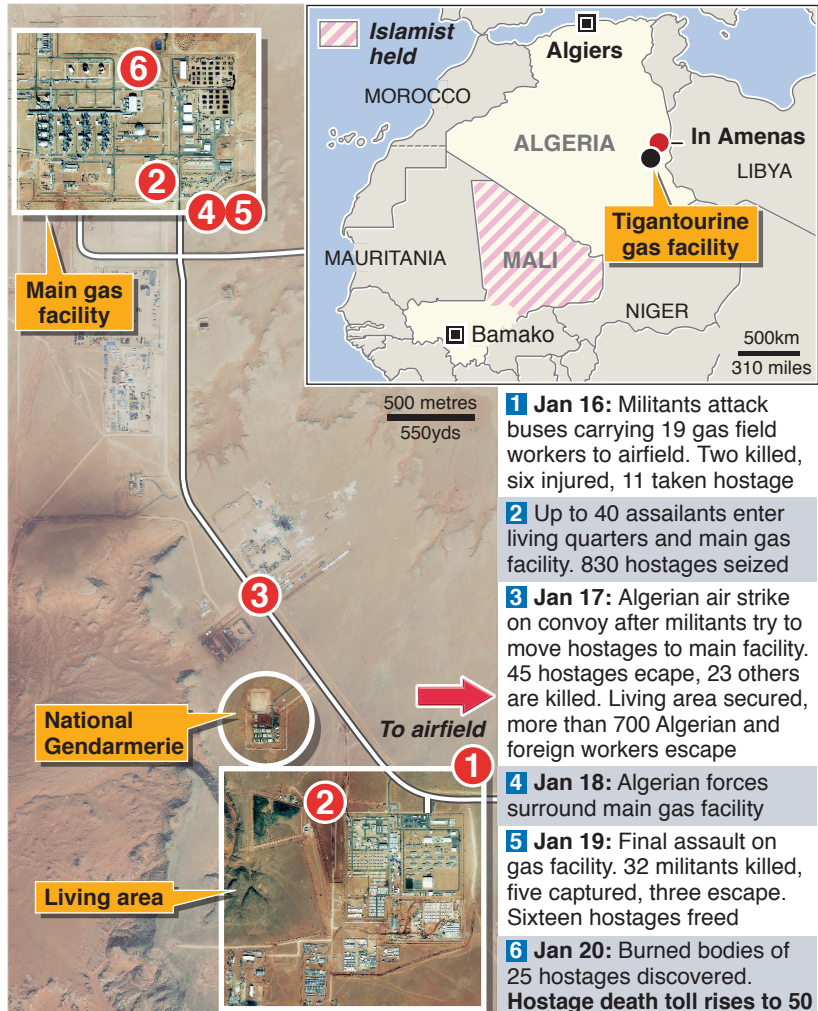 Islamist
held
Algiers
MOROCCO
ALGERIA
In Amenas
LIBYA
Tigantourine
gas facility
MAURITANIA
MALI
NIGER
Bamako
500km
310 miles
6
2
4 5
Main gas
facility
500 metres
550yds
3
National
Gendarmerie
To airfield
1
2
Living area
1 Jan 16: Militants attack
buses carrying 19 gas field
workers to airfield. Two killed,
six injured, 11 taken hostage
2 Up to 40 assailants enter
living quarters and main gas
facility. 830 hostages seized
3 Jan 17: Algerian air strike
on convoy after militants try to
move hostages to main facility.
45 hostages ecape, 23 others
are killed. Living area secured,
more than 700 Algerian and
foreign workers escape
4 Jan 18: Algerian forces
surround main gas facility
5 Jan 19: Final assault on
gas facility. 32 militants killed,
five captured, three escape.
Sixteen hostages freed
6 Jan 20: Burned bodies of
25 hostages discovered.
Hostage death toll rises to 50